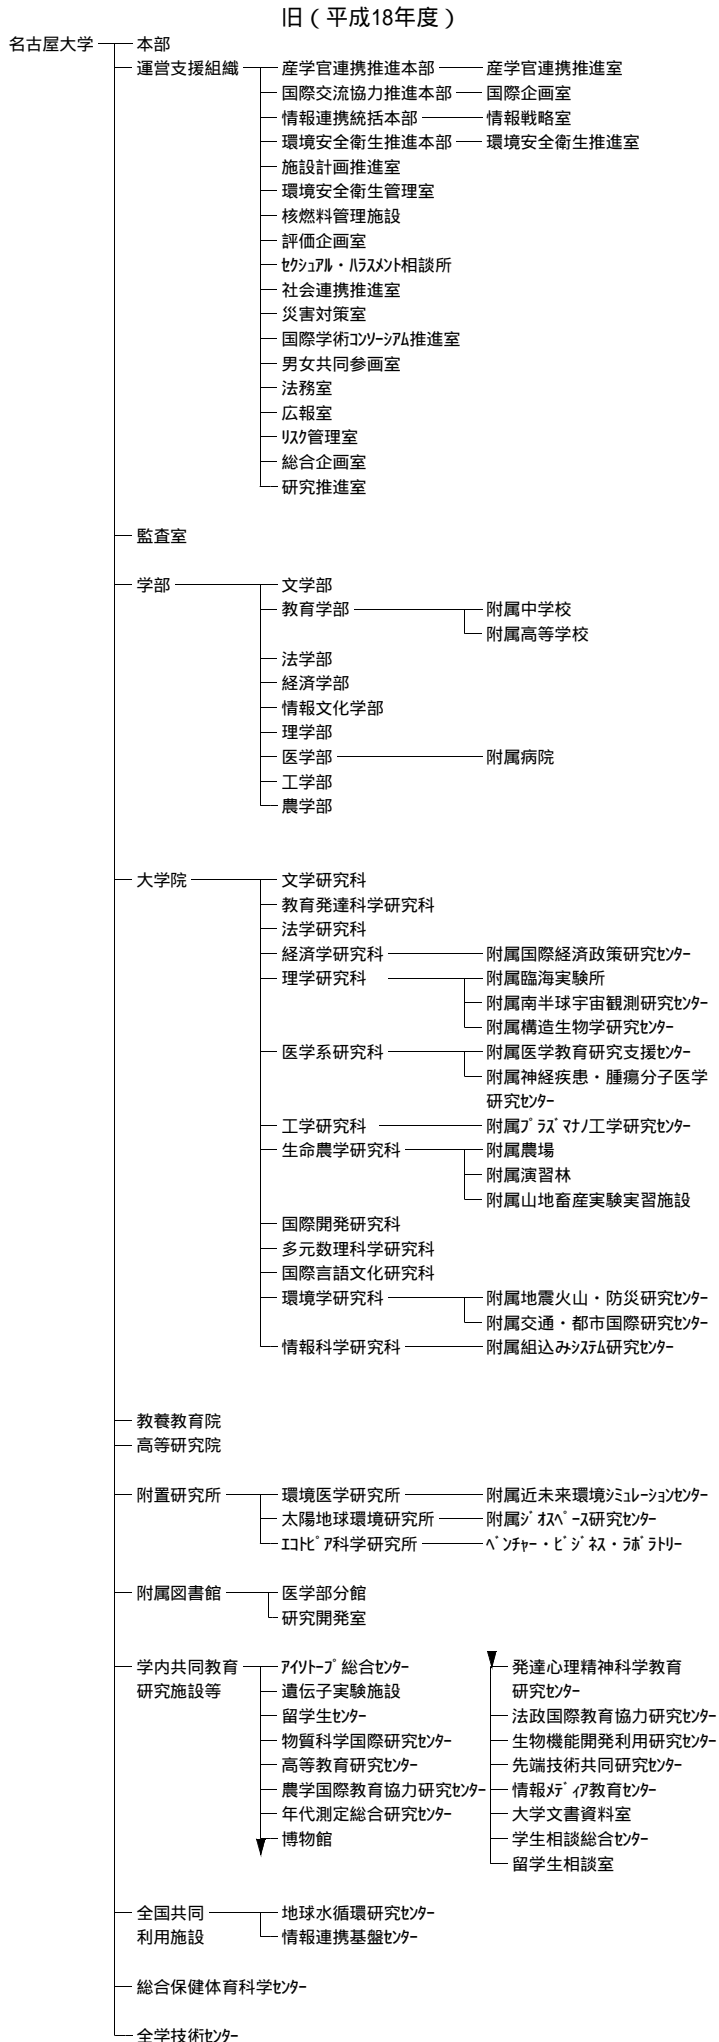 旧（平成18年度）
名古屋大学 本部
運営支援組織 産学官連携推進本部 産学官連携推進室
国際交流協力推進本部 国際企画室
情報連携統括本部 情報戦略室
環境安全衛生推進本部 環境安全衛生推進室
施設計画推進室
環境安全衛生管理室
核燃料管理施設
評価企画室
ｾｸｼｭｱﾙ・ﾊﾗｽﾒﾝﾄ相談所
社会連携推進室
災害対策室
国際学術ｺﾝｿｰｼｱﾑ推進室
男女共同参画室
法務室
広報室
ﾘｽｸ管理室
総合企画室
研究推進室
監査室
学部 文学部
教育学部 附属中学校
附属高等学校
法学部
経済学部
情報文化学部
理学部
医学部 附属病院
工学部
農学部
大学院 文学研究科
教育発達科学研究科
法学研究科
経済学研究科 附属国際経済政策研究ｾﾝﾀｰ
理学研究科 附属臨海実験所
附属南半球宇宙観測研究ｾﾝﾀｰ
附属構造生物学研究ｾﾝﾀｰ
医学系研究科 附属医学教育研究支援ｾﾝﾀｰ
附属神経疾患・腫瘍分子医学
研究ｾﾝﾀｰ
工学研究科 附属ﾌﾟﾗｽﾞﾏﾅﾉ工学研究ｾﾝﾀｰ
生命農学研究科 附属農場
附属演習林
附属山地畜産実験実習施設
国際開発研究科
多元数理科学研究科
国際言語文化研究科
環境学研究科 附属地震火山・防災研究ｾﾝﾀｰ
附属交通・都市国際研究ｾﾝﾀｰ
情報科学研究科 附属組込みｼｽﾃﾑ研究ｾﾝﾀｰ
教養教育院
高等研究院
附置研究所 環境医学研究所 附属近未来環境ｼﾐｭﾚｰｼｮﾝｾﾝﾀｰ
太陽地球環境研究所 附属ｼﾞｵｽﾍﾟｰｽ研究ｾﾝﾀｰ
ｴｺﾄﾋﾟｱ科学研究所 ﾍﾞﾝﾁｬｰ・ﾋﾞｼﾞﾈｽ・ﾗﾎﾞﾗﾄﾘｰ
附属図書館 医学部分館
研究開発室
学内共同教育 ｱｲｿﾄｰﾌﾟ総合ｾﾝﾀｰ 発達心理精神科学教育
研究施設等 遺伝子実験施設 研究ｾﾝﾀｰ
留学生ｾﾝﾀｰ 法政国際教育協力研究ｾﾝﾀｰ
物質科学国際研究ｾﾝﾀｰ 生物機能開発利用研究ｾﾝﾀｰ
高等教育研究ｾﾝﾀｰ 先端技術共同研究ｾﾝﾀｰ
農学国際教育協力研究ｾﾝﾀｰ 情報ﾒﾃﾞｨｱ教育ｾﾝﾀｰ
年代測定総合研究ｾﾝﾀｰ 大学文書資料室
博物館 学生相談総合ｾﾝﾀｰ
留学生相談室
全国共同 地球水循環研究ｾﾝﾀｰ
利用施設 情報連携基盤ｾﾝﾀｰ
総合保健体育科学ｾﾝﾀｰ
全学技術ｾﾝﾀｰ